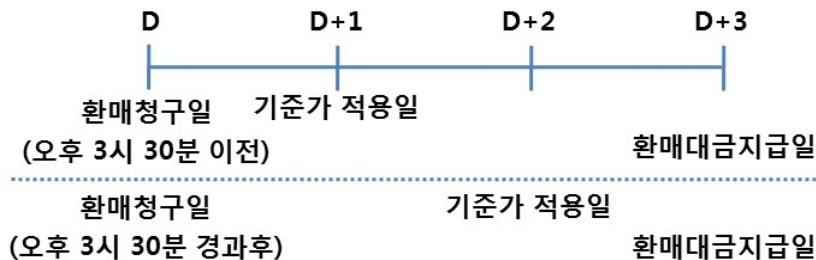 D D+1 D+2 D+3
환매청구일 기준가 적용일
(오후 3시 30분 이전) 환매대금지급일
환매청구일 기준가 적용일
(오후 3시 30분 경과후) 환매대금지급일